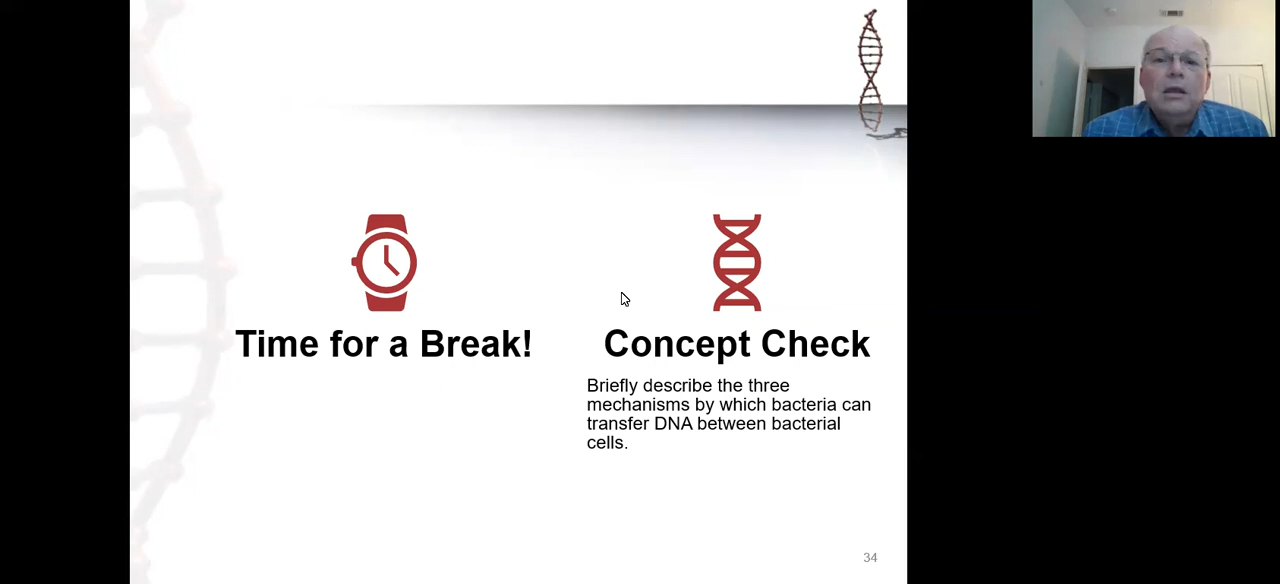 Time for a Break!
Concept Check
Briefly describe the three
mechanisms by which bacteria can
transfer DNA between bacterial
cells.
34